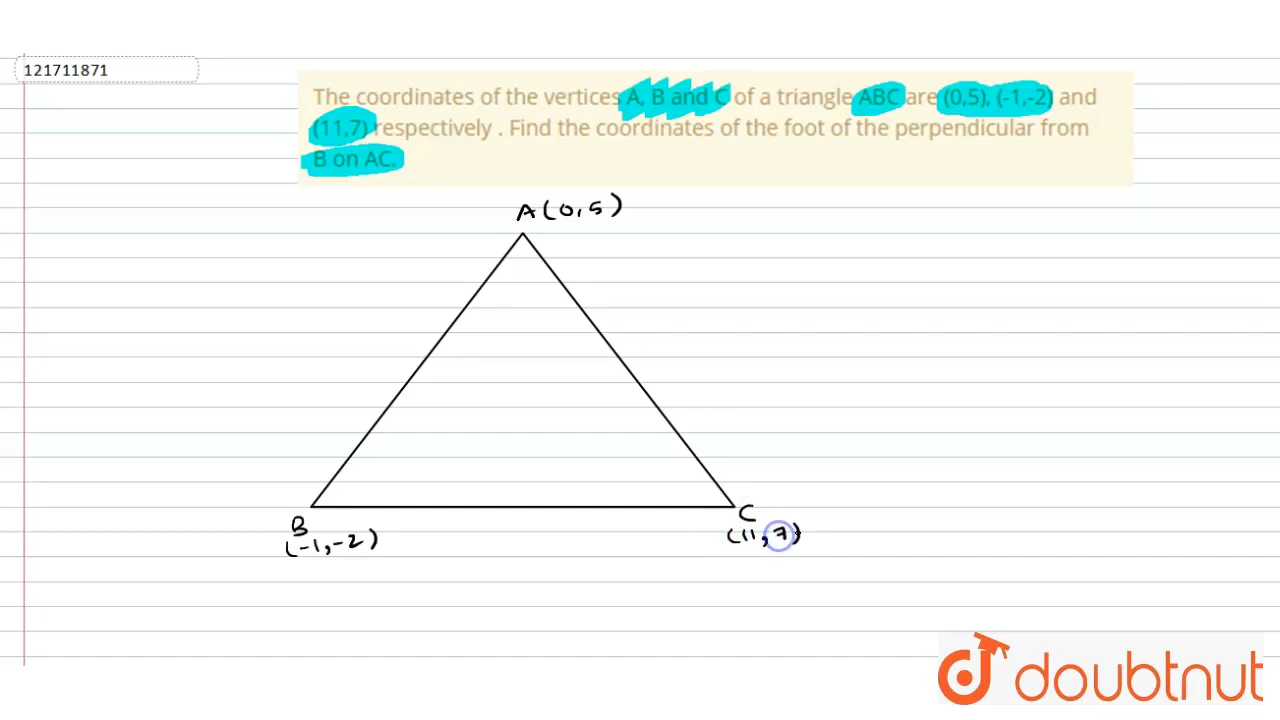 121711871
The coordinates of the vertices A, B and C of a triangle ABC are (0,5), (-1,-2) and
(11,7) respectively . Find the coordinates of the foot of the perpendicular from
B on AC.
A(0,5)
B
(-1,-2)
C
(11,7)
doubtnut